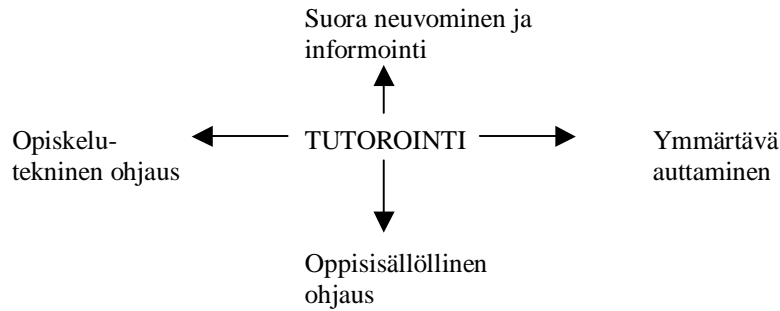 Suora neuvominen ja
informointi
Opiskelu-
tekninen ohjaus
TUTOROINTI
Ymmärtävä
auttaminen
Oppisisällöllinen
ohjaus